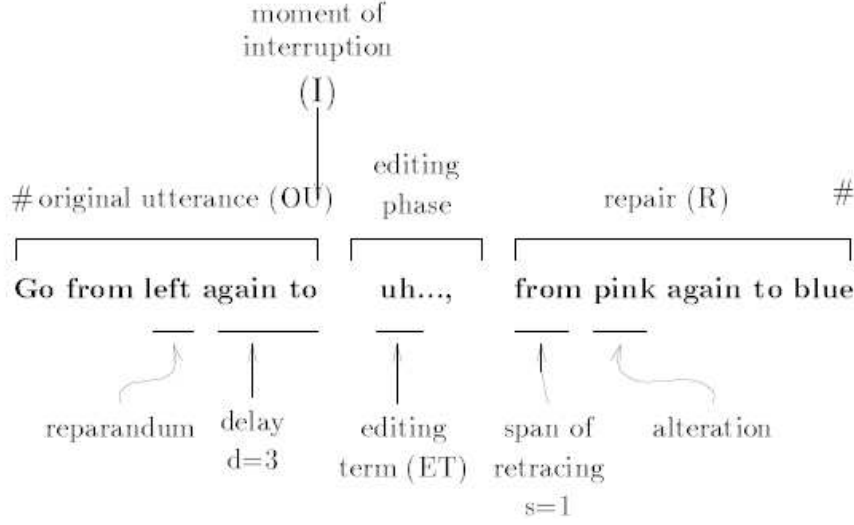 moment of
interruption
(I)
# original utterance (OU)
editing
phase
repair (R)
#
Go from left again to uh..., from pink again to blue
reparandum
delay
d=3
editing
term (ET)
span of
retracing
s=1
alteration